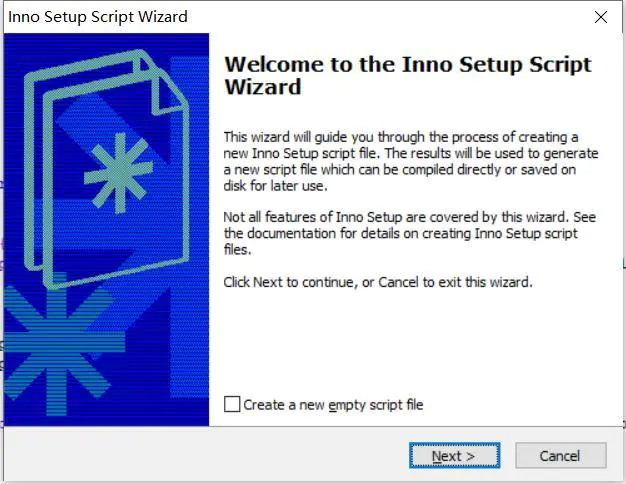 Inno Setup Script Wizard
Welcome to the Inno Setup Script
Wizard
This wizard will guide you through the process of creating a
new Inno Setup script file. The results will be used to generate
a new script file which can be compiled directly or saved on
disk for later use.
Not all features of Inno Setup are covered by this wizard. See
the documentation for details on creating Inno Setup script
files.
Click Next to continue, or Cancel to exit this wizard.
Create a new empty script file
Next >
Cancel